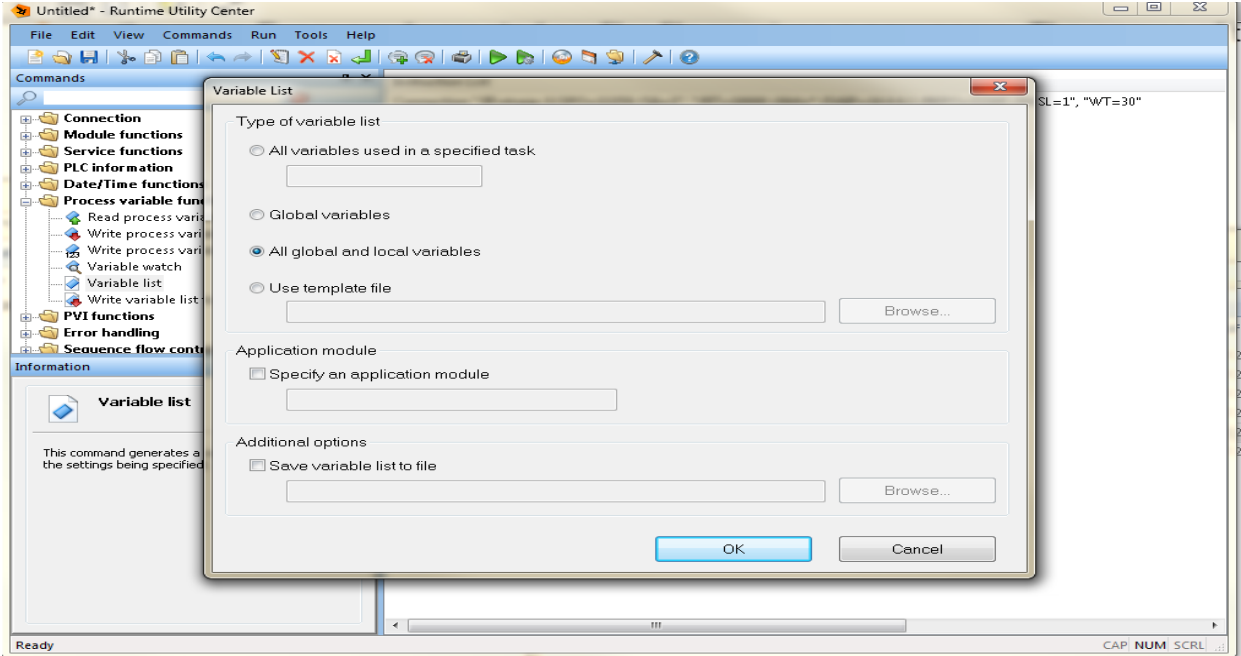 Untitled* - Runtime Utility Center
File Edit View Commands Run Tools Help
Commands
Connection
Module functions
Service functions
PLC information
Date/Time functions
Process variable fun
Read process varia
Write process vari
Write process vari
Variable watch
Variable list
Write variable list
PVI functions
Error handling
Sequence flow contr
Information
Variable list
This command generates a
the settings being specified
SL=1", "WT=30"
Variable List
Type of variable list
All variables used in a specified task
Global variables
All global and local variables
Use template file
Browse...
Application module
Specify an application module
Additional options
Save variable list to file
Browse...
OK Cancel
Ready CAP NUM SCRL